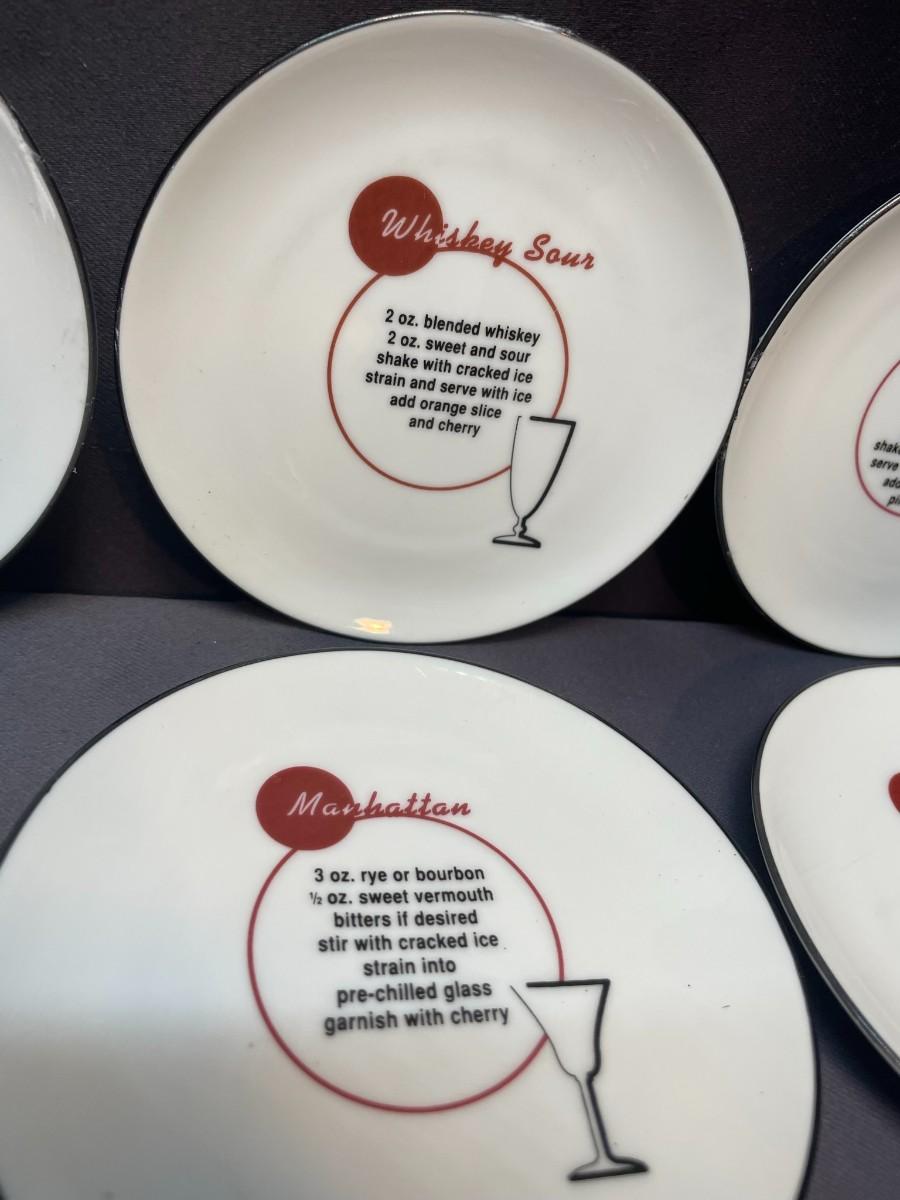 Whiskey Sour
2 oz. blended whiskey
2 oz. sweet and sour
shake with cracked ice
strain and serve with ice
add orange slice
and cherry
serve
Manhattan
3 oz. rye or bourbon
½ oz. sweet vermouth
bitters if desired
stir with cracked ice
strain into
pre-chilled glass
garnish with cherry